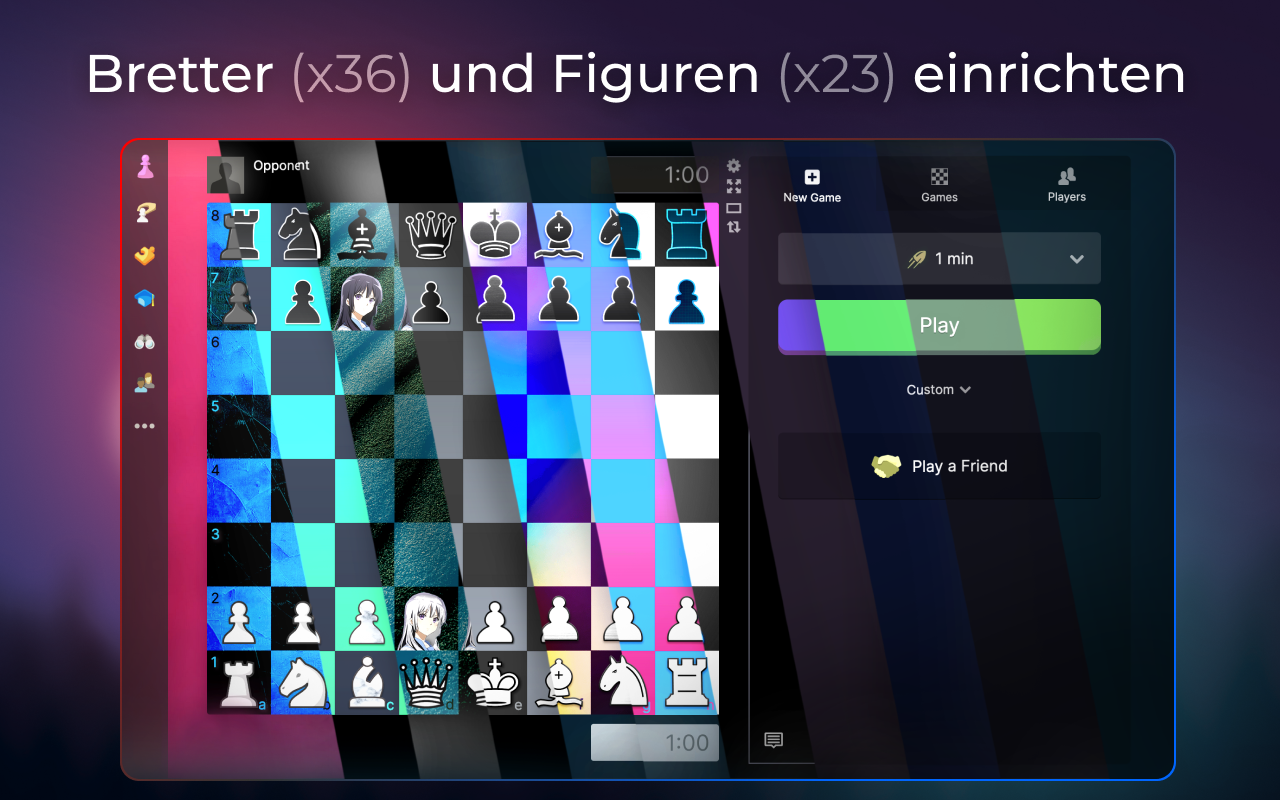 Bretter (x36) und Figuren (x23) einrichten
Opponent
1:00
New Game
Games
Players
8
7
6
5
4
3
2
1
a
c
d
e
g
1 min
Play
Custom
Play a Friend
1:00